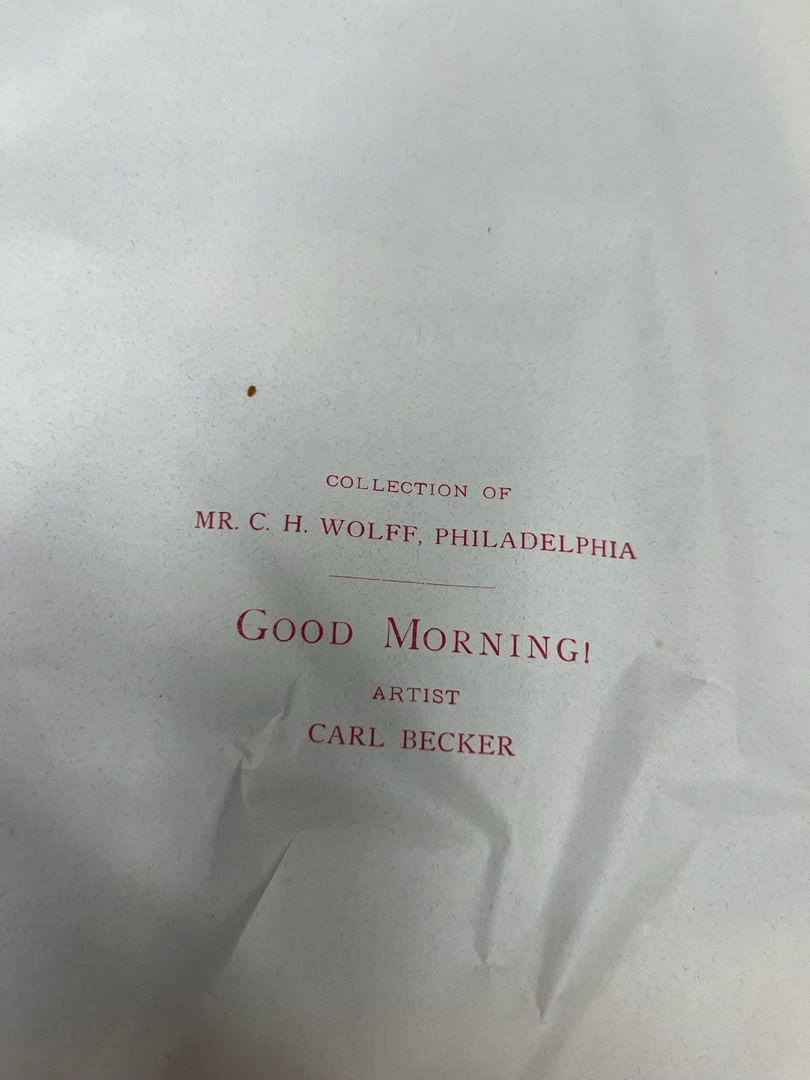 COLLECTION OF
MR. C. H. WOLFF, PHILADELPHIA
GOOD MORNING!
ARTIST
CARL BECKER